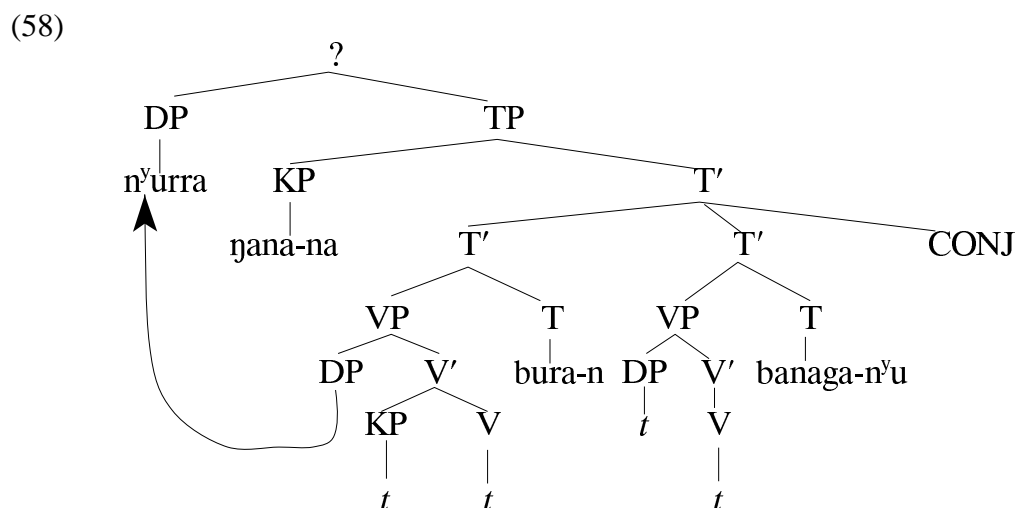 (58)
?
DP TP
nʸurra KP T′
ŋana-na T′ T′ CONJ
VP T VP T
DP V′ bura-n DP V′ banaga-nʸu
KP V t V
t t t